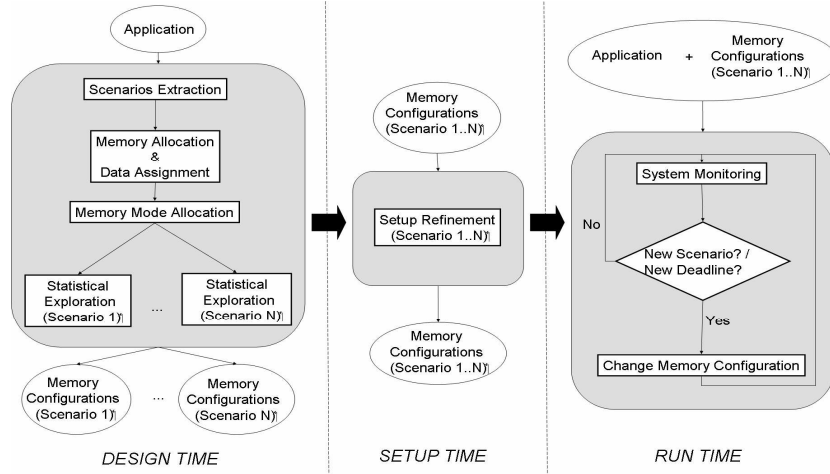 Application
Scenarios Extraction
Memory Allocation
&
Data Assignment
Memory Mode Allocation
Statistical
Exploration
(Scenario 1)¶
...
Statistical
Exploration
(Scenario N)¶
Memory
Configurations
(Scenario 1)¶
...
Memory
Configurations
(Scenario N)¶
DESIGN TIME
Memory
Configurations
(Scenario 1..N)¶
Setup Refinement
(Scenario 1..N)¶
Memory
Configurations
(Scenario 1..N)¶
SETUP TIME
Application + Memory
Configurations
(Scenario 1..N)¶
System Monitoring
No
New Scenario? /
New Deadline?
Yes
Change Memory Configuration
RUN TIME